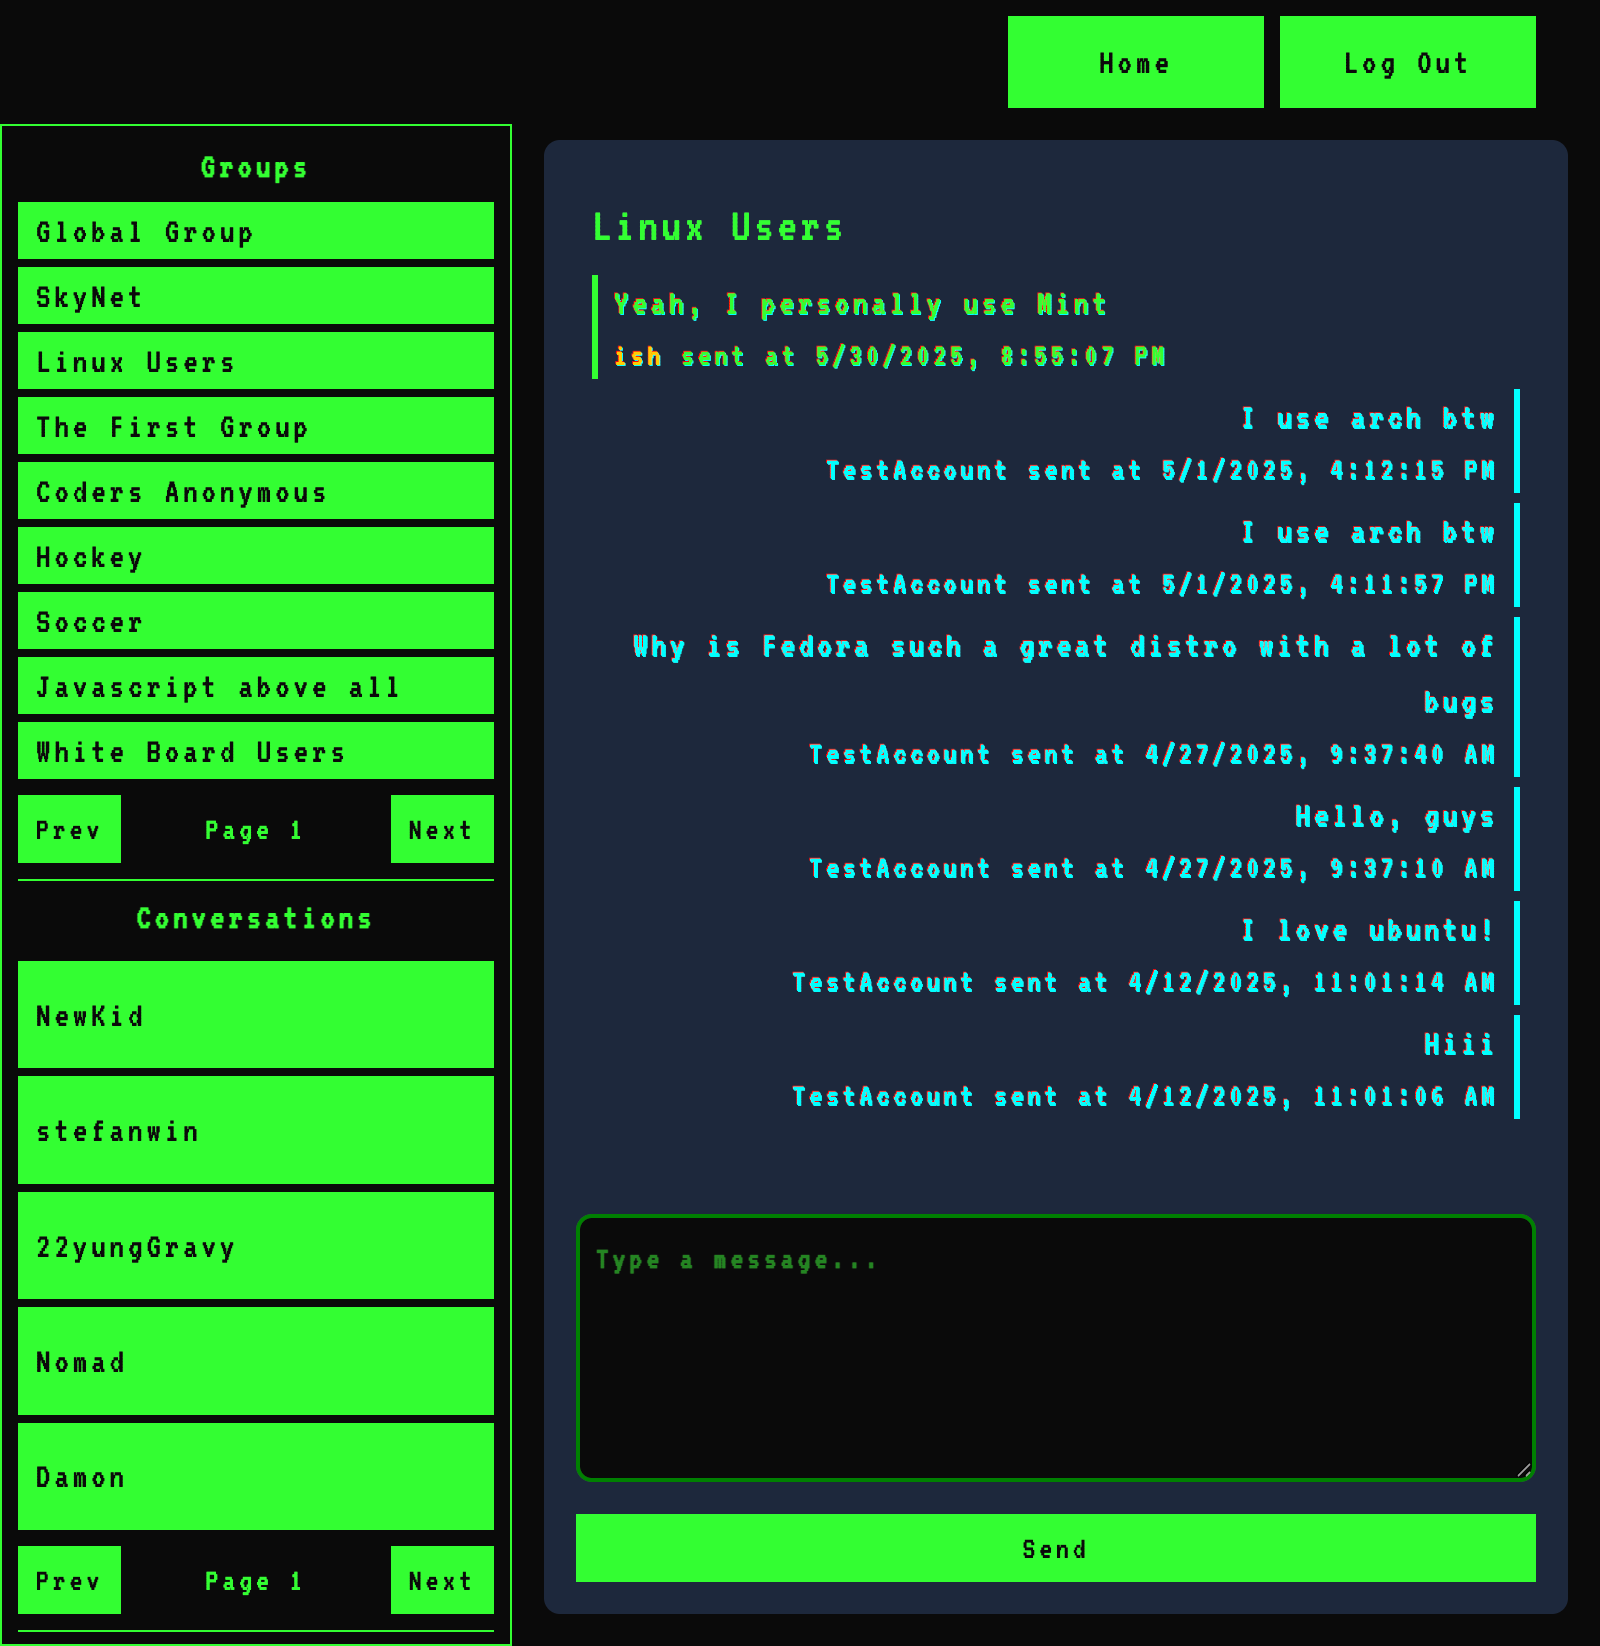 Home
Log Out
Groups
Global Group
SkyNet
Linux Users
The First Group
Coders Anonymous
Hockey
Soccer
Javascript above all
White Board Users
Prev
Page 1
Next
Conversations
NewKid
stefanwin
22yungGravy
Nomad
Damon
Prev
Page 1
Next
Linux Users
Yeah, I personally use Mint
ish sent at 5/30/2025, 8:55:07 PM
I use arch btw
TestAccount sent at 5/1/2025, 4:12:15 PM
I use arch btw
TestAccount sent at 5/1/2025, 4:11:57 PM
Why is Fedora such a great distro with a lot of
bugs
TestAccount sent at 4/27/2025, 9:37:40 AM
Hello, guys
TestAccount sent at 4/27/2025, 9:37:10 AM
I love ubuntu!
TestAccount sent at 4/12/2025, 11:01:14 AM
Hiii
TestAccount sent at 4/12/2025, 11:01:06 AM
Type a message...
Send